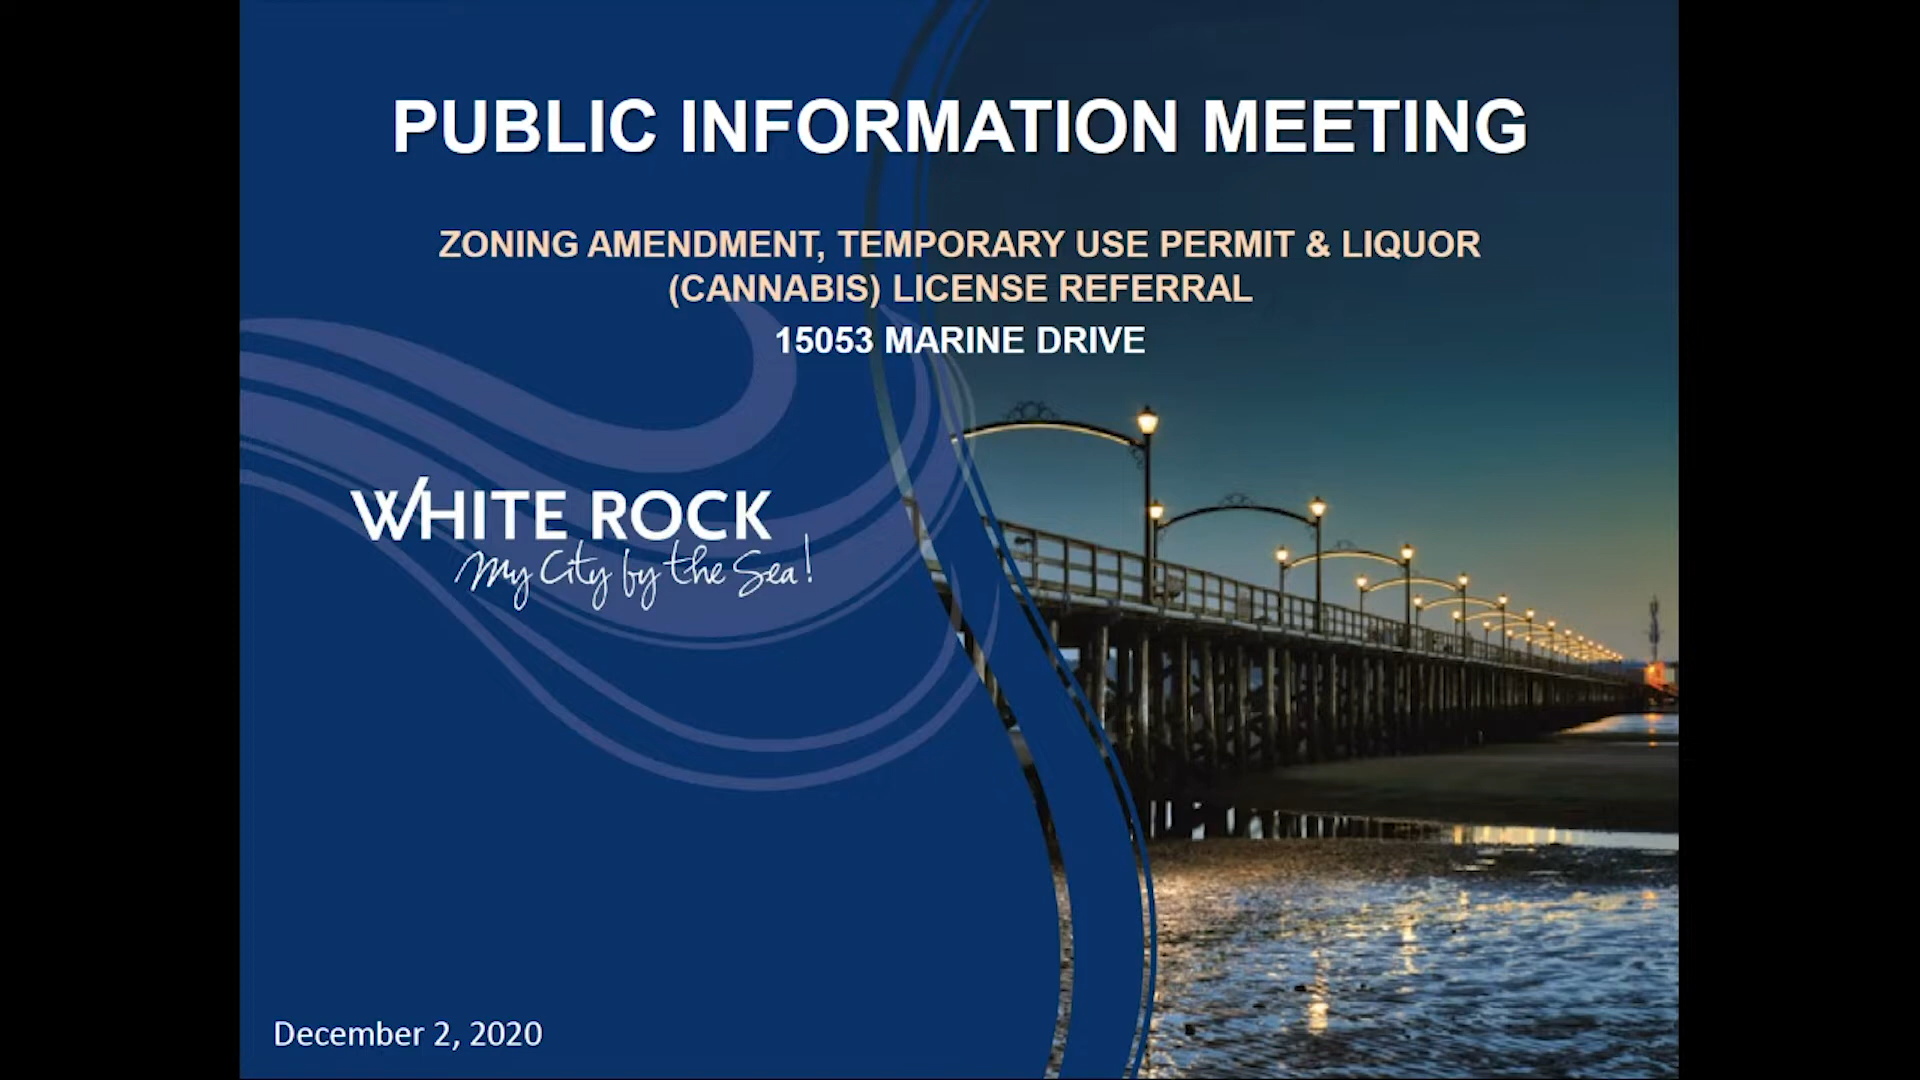 PUBLIC INFORMATION MEETING
ZONING AMENDMENT, TEMPORARY USE PERMIT & LIQUOR
(CANNABIS) LICENSE REFERRAL
15053 MARINE DRIVE
WHITE ROCK
My City by the Sea!
December 2, 2020